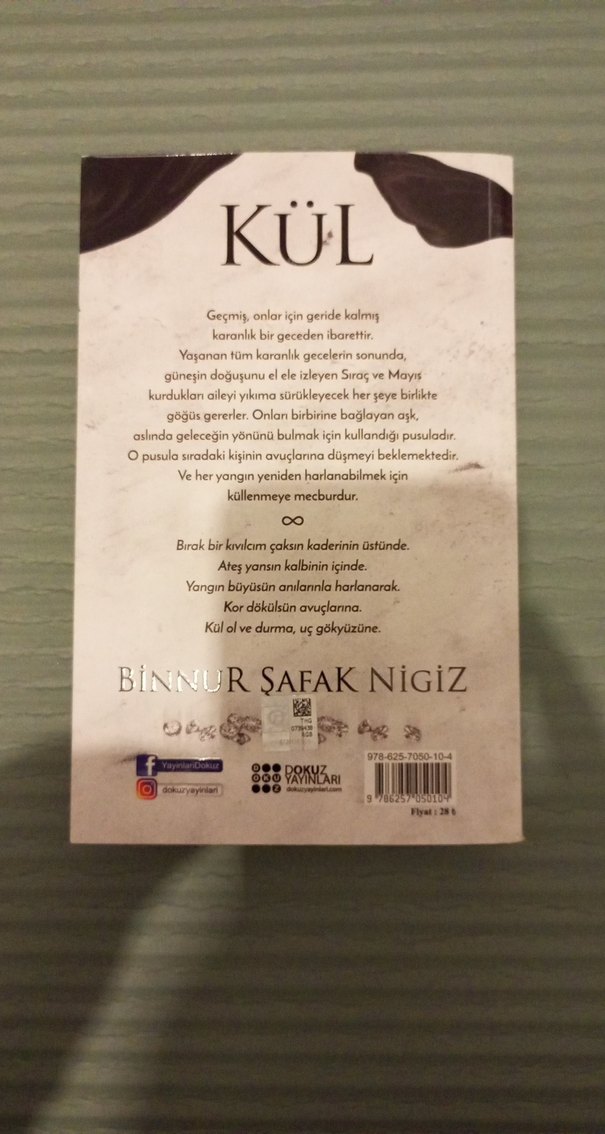 KÜL
Geçmiş, onlar için geride kalmış
karanlık bir geceden ibarettir.
Yaşanan tüm karanlık gecelerin sonunda,
güneşin doğuşunu el ele izleyen Sıraç ve Mayıs
kurdukları aileyi yıkıma sürükleyecek her şeye birlikte
göğüs gererler. Onları birbirine bağlayan aşk,
aslında geleceğin yönünü bulmak için kullandığı pusuladır.
O pusula sıradaki kişinin avuçlarına düşmeyi beklemektedir.
Ve her yangın yeniden harlanabilmek için
küllenmeye mecburdur.
∞
Bırak bir kıvılcım çaksın kaderinin üstünde.
Ateş yansın kalbinin içinde.
Yangın büyüsün anılarınla harlanarak.
Kor dökülsün avuçlarına.
Kül ol ve durma, uç gökyüzüne.
BİNNUR ŞAFAK NİGİZ
YayinlariDokuz
dokuzyayinlari
DOKUZ
DOKUZ
YAYINLARI
dokuzyayinlari.com
978-625-7050-10-4
9 786257 050104
Fiyat : 28 ₺